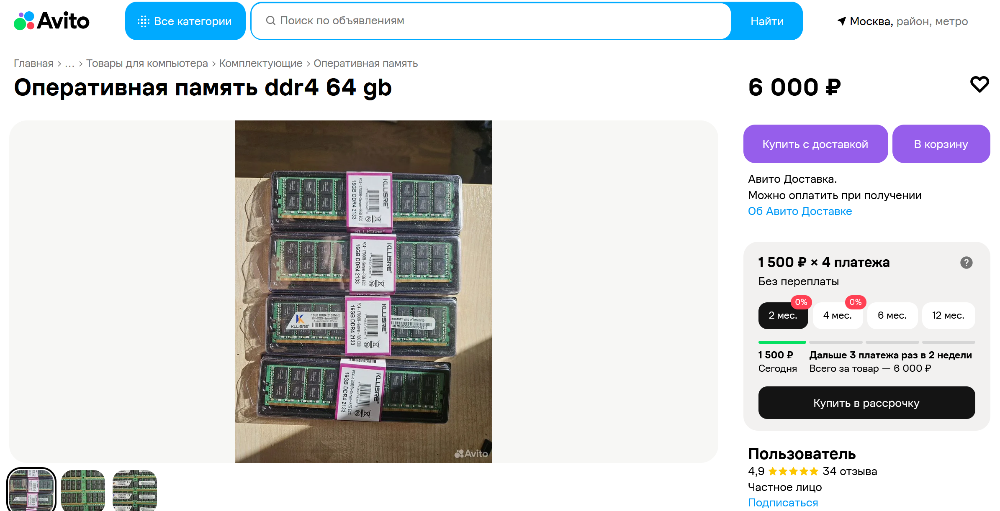 Avito
Все категории
Поиск по объявлениям
Найти
Москва, район, метро
Главная > ... > Товары для компьютера > Комплектующие > Оперативная память
Оперативная память ddr4 64 gb
6 000 ₽
Купить с доставкой
В корзину
Авито Доставка.
Можно оплатить при получении
Об Авито Доставке
1 500 ₽ × 4 платежа
?
Без переплаты
0%
0%
2 мес.
4 мес.
6 мес.
12 мес.
1 500 ₽
Дальше 3 платежа раз в 2 недели
Сегодня
Всего за товар — 6 000 ₽
Купить в рассрочку
Пользователь
4,9 34 отзыва
Частное лицо
Подписаться
KLLISRE®
PC4-17000R-Server-REG ECC
16GB DDR4 2133
KLLISRE®
KLLISRE®
PC4-17000R-Server-REG ECC
16GB DDR4 2133
KLLISRE®
PC4-17000R-Server-REG ECC
16GB DDR4 2133
16GB DDR4 2133MHz
PC4-17000R-Server-REG ECC
Assembled in China
KLLISRE®
WARRANTY VOID IF REMOVED
KLLISRE®
PC4-17000R-Server-REG ECC
16GB DDR4 2133
Avito